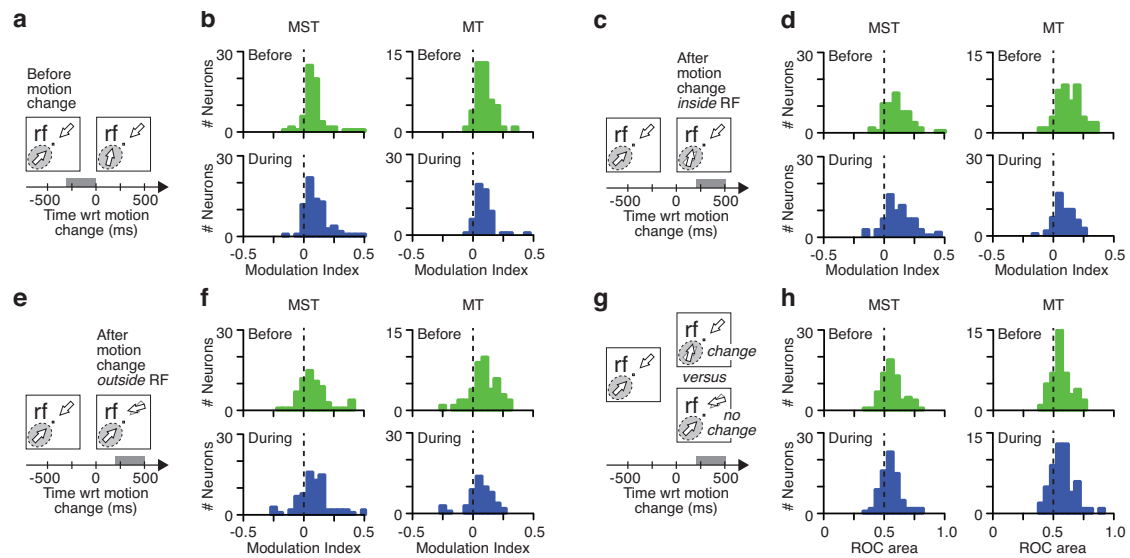 a
Before
motion
change
rf
rf
-500 0 500
Time wrt motion
change (ms)
b
MST
MT
# Neurons
30
0
Before
15
0
Before
# Neurons
30
0
During
30
0
During
-0.5 0 0.5
Modulation Index
-0.5 0 0.5
Modulation Index
c
After
motion
change
inside RF
rf
rf
-500 0 500
Time wrt motion
change (ms)
d
MST
MT
# Neurons
30
0
Before
15
0
Before
# Neurons
30
0
During
30
0
During
-0.5 0 0.5
Modulation Index
-0.5 0 0.5
Modulation Index
e
After
motion
change
outside RF
rf
rf
-500 0 500
Time wrt motion
change (ms)
f
MST
MT
# Neurons
30
0
Before
15
0
Before
# Neurons
30
0
During
30
0
During
-0.5 0 0.5
Modulation Index
-0.5 0 0.5
Modulation Index
g
rf
rf
change
versus
rf
no
change
-500 0 500
Time wrt motion
change (ms)
h
MST
MT
# Neurons
30
0
Before
15
0
Before
# Neurons
30
0
During
15
0
During
0 0.5 1.0
ROC area
0 0.5 1.0
ROC area